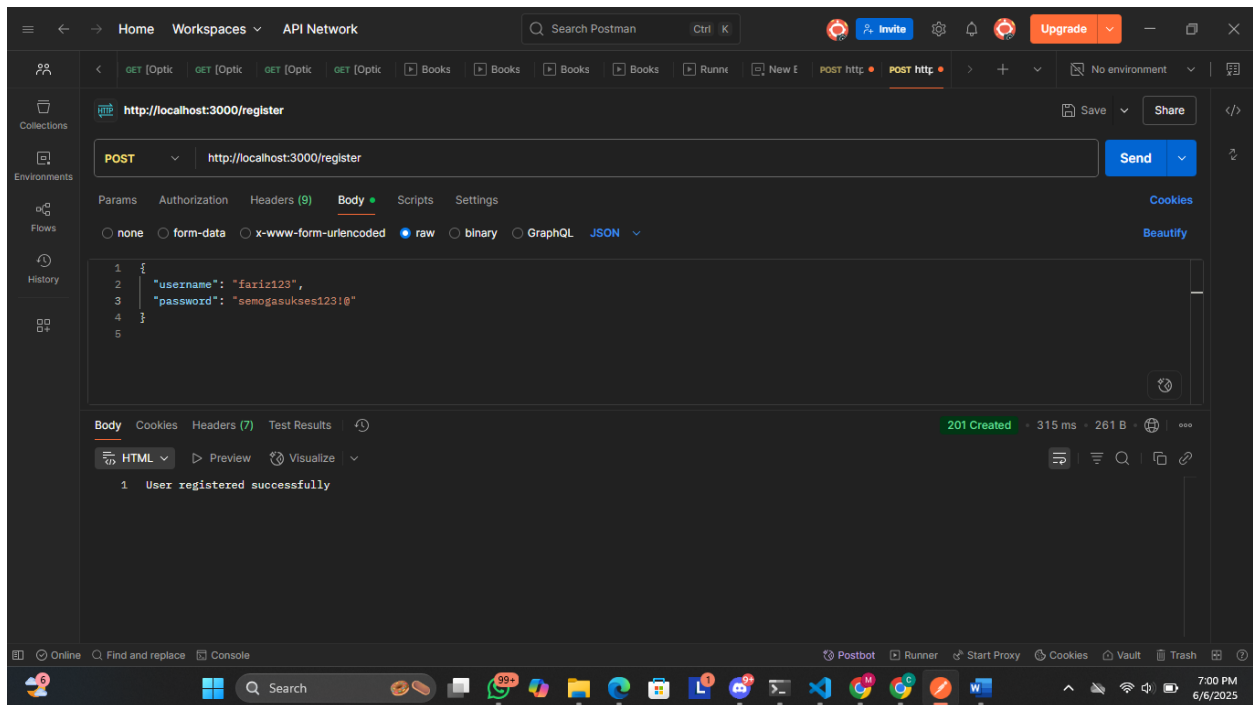 Home Workspaces API Network Search Postman Ctrl K Invite Upgrade
GET [Optic GET [Optic GET [Optic GET [Optic Books Books Books Books Runne New E POST http POST http No environment
Collections
Environments
Flows
History
HTTP http://localhost:3000/register Save Share
POST http://localhost:3000/register Send
Params Authorization Headers (9) Body Scripts Settings Cookies
none form-data x-www-form-urlencoded raw binary GraphQL JSON Beautify
1 {
2 "username": "fariz123",
3 "password": "semogasukses123!@"
4 }
5
Body Cookies Headers (7) Test Results 201 Created 315 ms 261 B
HTML Preview Visualize
1 User registered successfully
Online Find and replace Console Postbot Runner Start Proxy Cookies Vault Trash
6 Search 99+ L 1 9+ M C 7:00 PM
6/6/2025